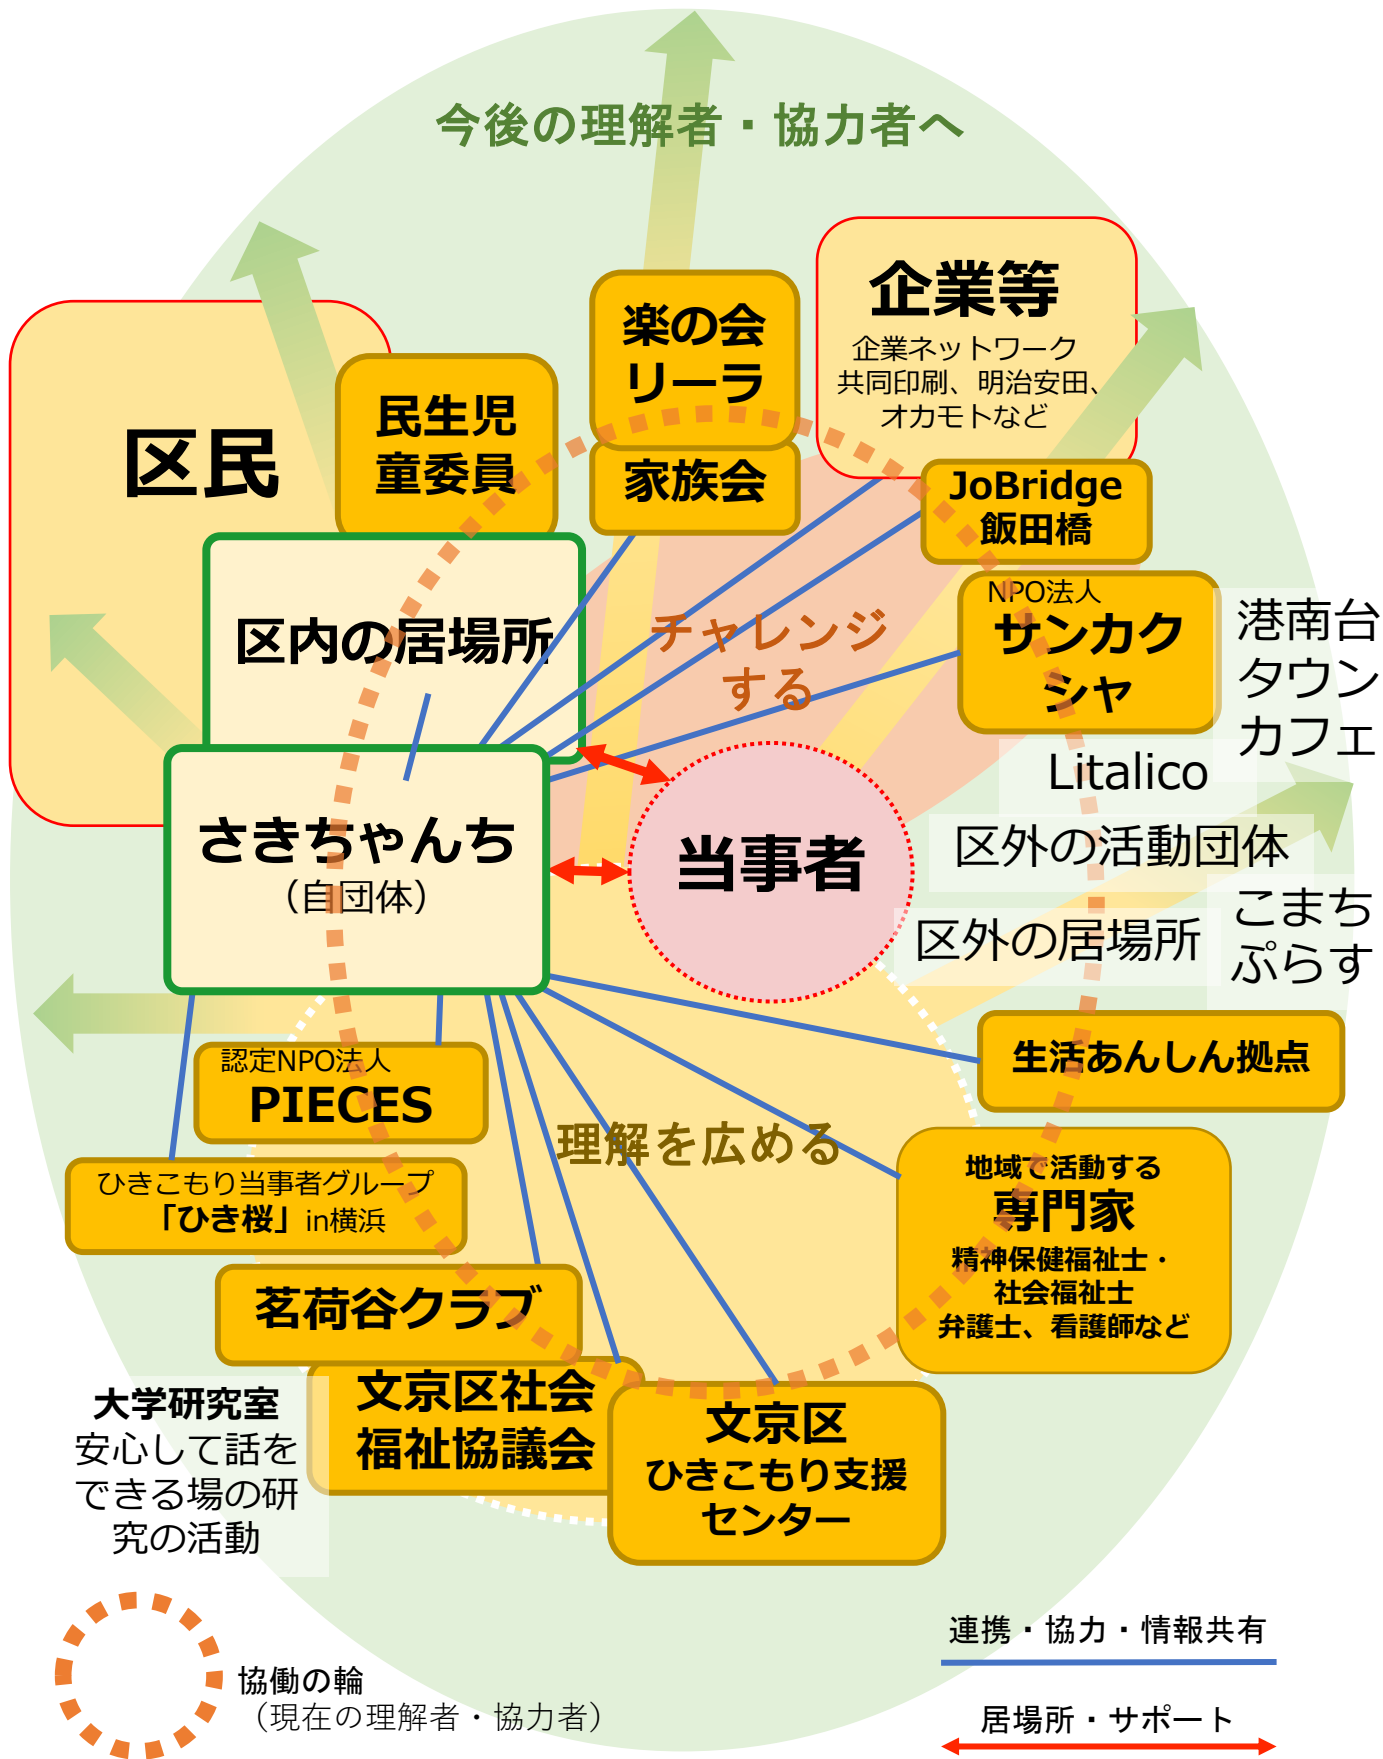 今後の理解者・協力者へ
企業等
企業ネットワーク
共同印刷、明治安田、
オカモトなど
楽の会
リーラ
家族会
民生児
童委員
区民
JoBridge
飯田橋
NPO法人
サンカク
シャ
港南台
タウン
カフェ
区内の居場所
チャレンジ
する
Litalico
さきちゃんち
（自団体）
当事者
区外の活動団体
区外の居場所
こまち
ぷらす
生活あんしん拠点
認定NPO法人
PIECES
理解を広める
ひきこもり当事者グループ
「ひき桜」in横浜
地域で活動する
専門家
精神保健福祉士・
社会福祉士
弁護士、看護師など
茗荷谷クラブ
文京区社会
福祉協議会
文京区
ひきこもり支援
センター
大学研究室
安心して話を
できる場の研
究の活動
協働の輪
（現在の理解者・協力者）
連携・協力・情報共有
居場所・サポート